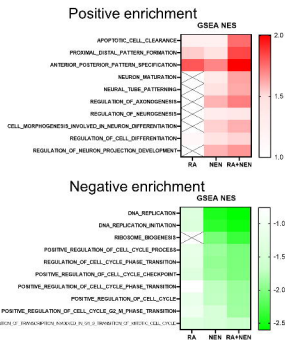 Positive enrichment
GSEA NES
APOPTOTIC_CELL_CLEARANCE
PROXIMAL_DISTAL_PATTERN_FORMATION
ANTERIOR_POSTERIOR_PATTERN_SPECIFICATION
NEURON_MATURATION
NEURAL_TUBE_PATTERNING
REGULATION_OF_AXONOGENESIS
REGULATION_OF_NEUROGENESIS
CELL_MORPHOGENESIS_INVOLVED_IN_NEURON_DIFFERENTIATION
REGULATION_OF_CELL_DIFFERENTIATION
REGULATION_OF_NEURON_PROJECTION_DEVELOPMENT
RA NEN RA+NEN
2.0
1.5
1.0
Negative enrichment
GSEA NES
DNA_REPLICATION
DNA_REPLICATION_INITIATION
RIBOSOME_BIOGENESIS
POSITIVE_REGULATION_OF_CELL_CYCLE_PROCESS
REGULATION_OF_CELL_CYCLE_PHASE_TRANSITION
POSITIVE_REGULATION_OF_CELL_CYCLE_CHECKPOINT
POSITIVE_REGULATION_OF_CELL_CYCLE_PHASE_TRANSITION
POSITIVE_REGULATION_OF_CELL_CYCLE
POSITIVE_REGULATION_OF_CELL_CYCLE_G2_M_PHASE_TRANSITION
RA NEN RA+NEN
-1.0
-1.5
-2.0
-2.5